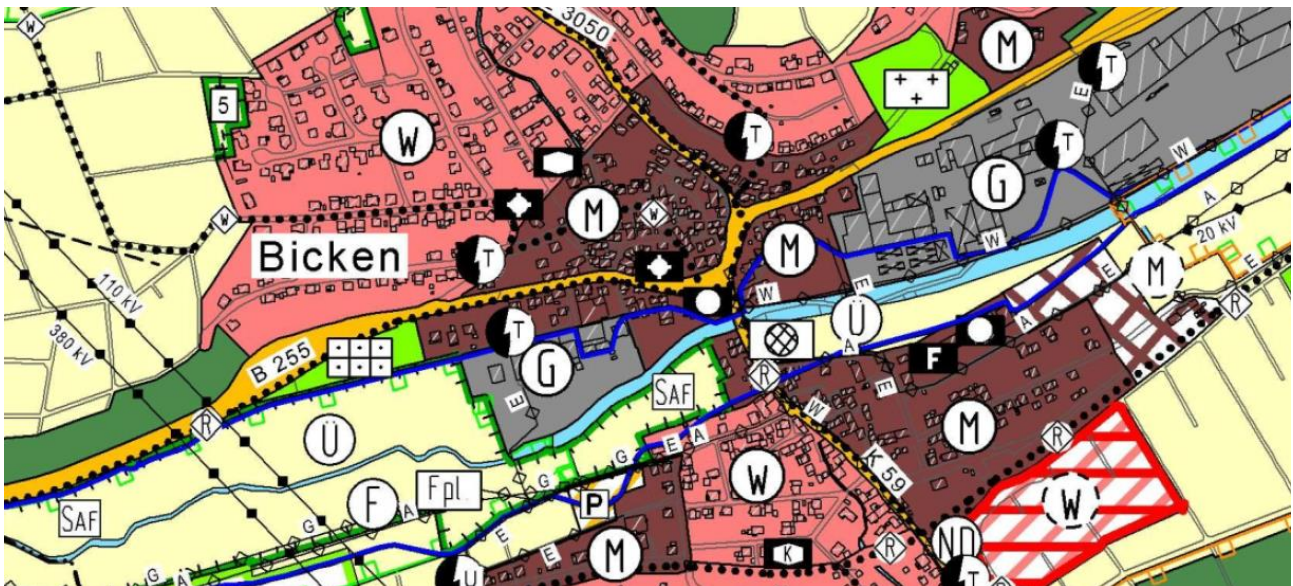 W
3050
M
T
E
5
W
T
T
W
G
M
W
W
M
A
20 kV
Bicken
T
M
110 kV
W
E
E
Ü
380 kV
T
A
F
A
E
B 255
G
R
R
SAF
E
W
E
R
Ü
M
R
K 59
G
E
A
W
Fpl.
G
W
SAF
F
A
P
G
E
M
K
R
ND
G
A
E
U
T
R